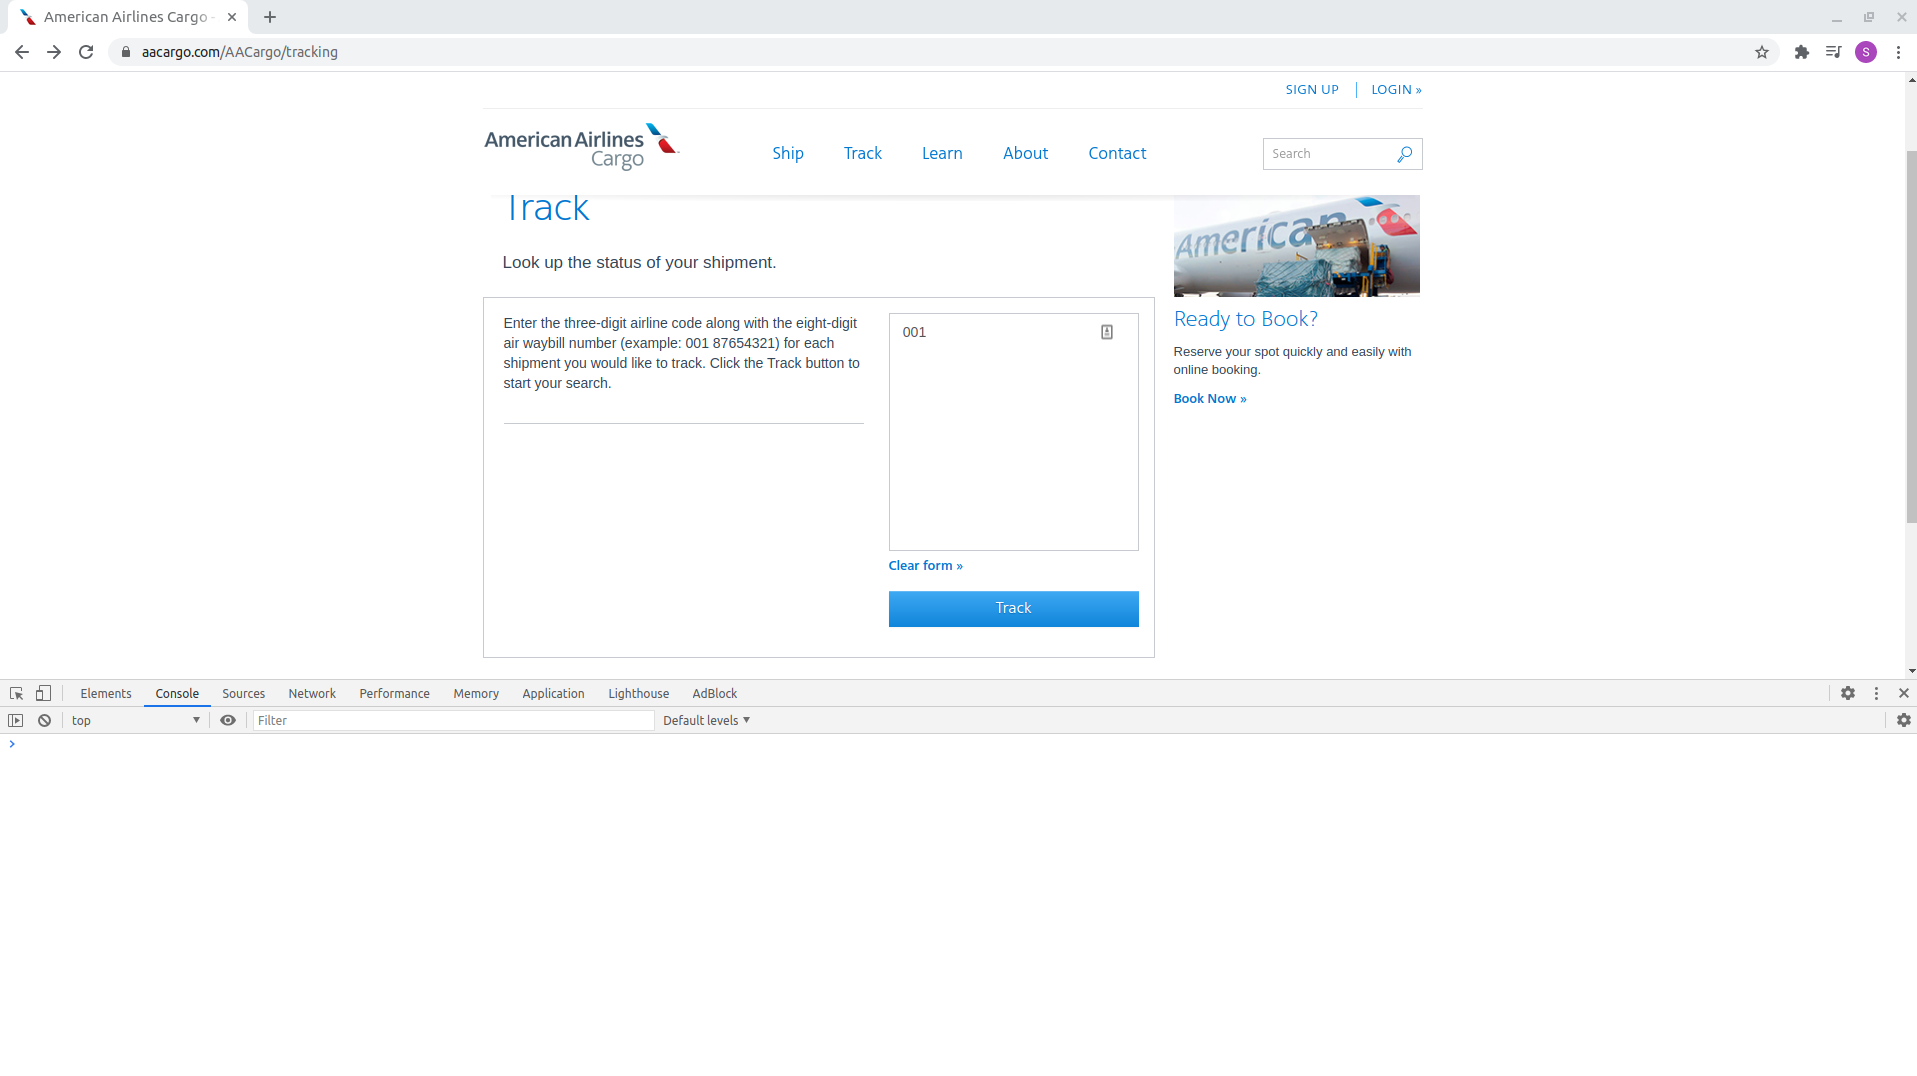 American Airlines Cargo -
aacargo.com/AACargo/tracking
S
SIGN UP
LOGIN »
American Airlines
Cargo
Ship
Track
Learn
About
Contact
Search
Track
Look up the status of your shipment.
American
Enter the three-digit airline code along with the eight-digit
air waybill number (example: 001 87654321) for each
shipment you would like to track. Click the Track button to
start your search.
001
Clear form »
Track
Ready to Book?
Reserve your spot quickly and easily with
online booking.
Book Now »
Elements
Console
Sources
Network
Performance
Memory
Application
Lighthouse
AdBlock
top
Filter
Default levels